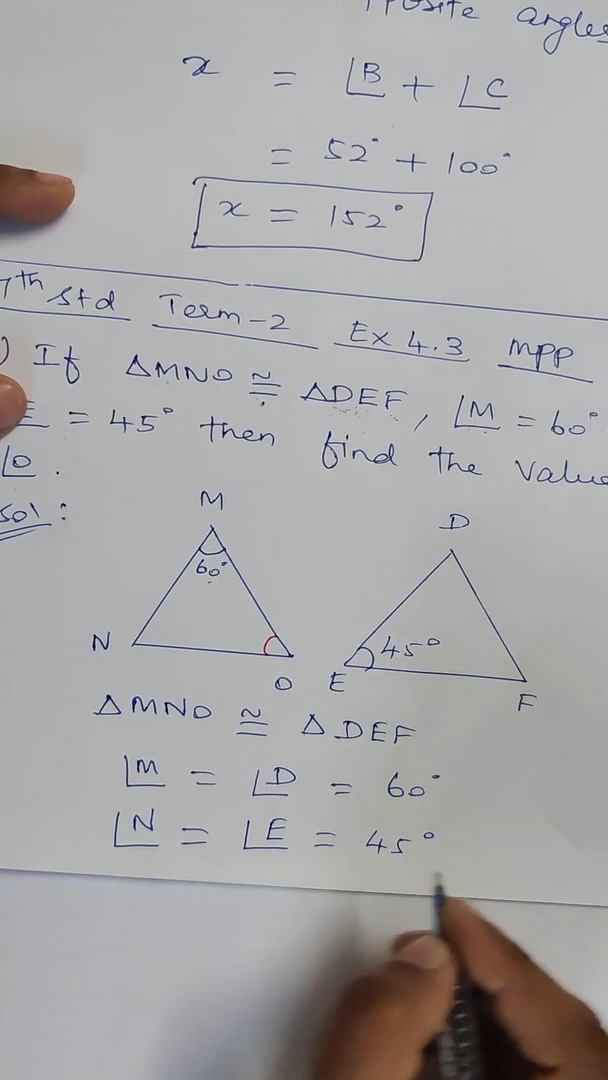 angles
x = ∠B + ∠C
= 52° + 100°
x = 152°
7th Std Term-2 Ex 4.3 MPP
) If ΔMNO ≅ ΔDEF, ∠M = 60°
E = 45° then find the value
∠O.
Sol:
M
D
60°
N
45°
O
E
F
ΔMNO ≅ ΔDEF
∠M = ∠D = 60°
∠N = ∠E = 45°